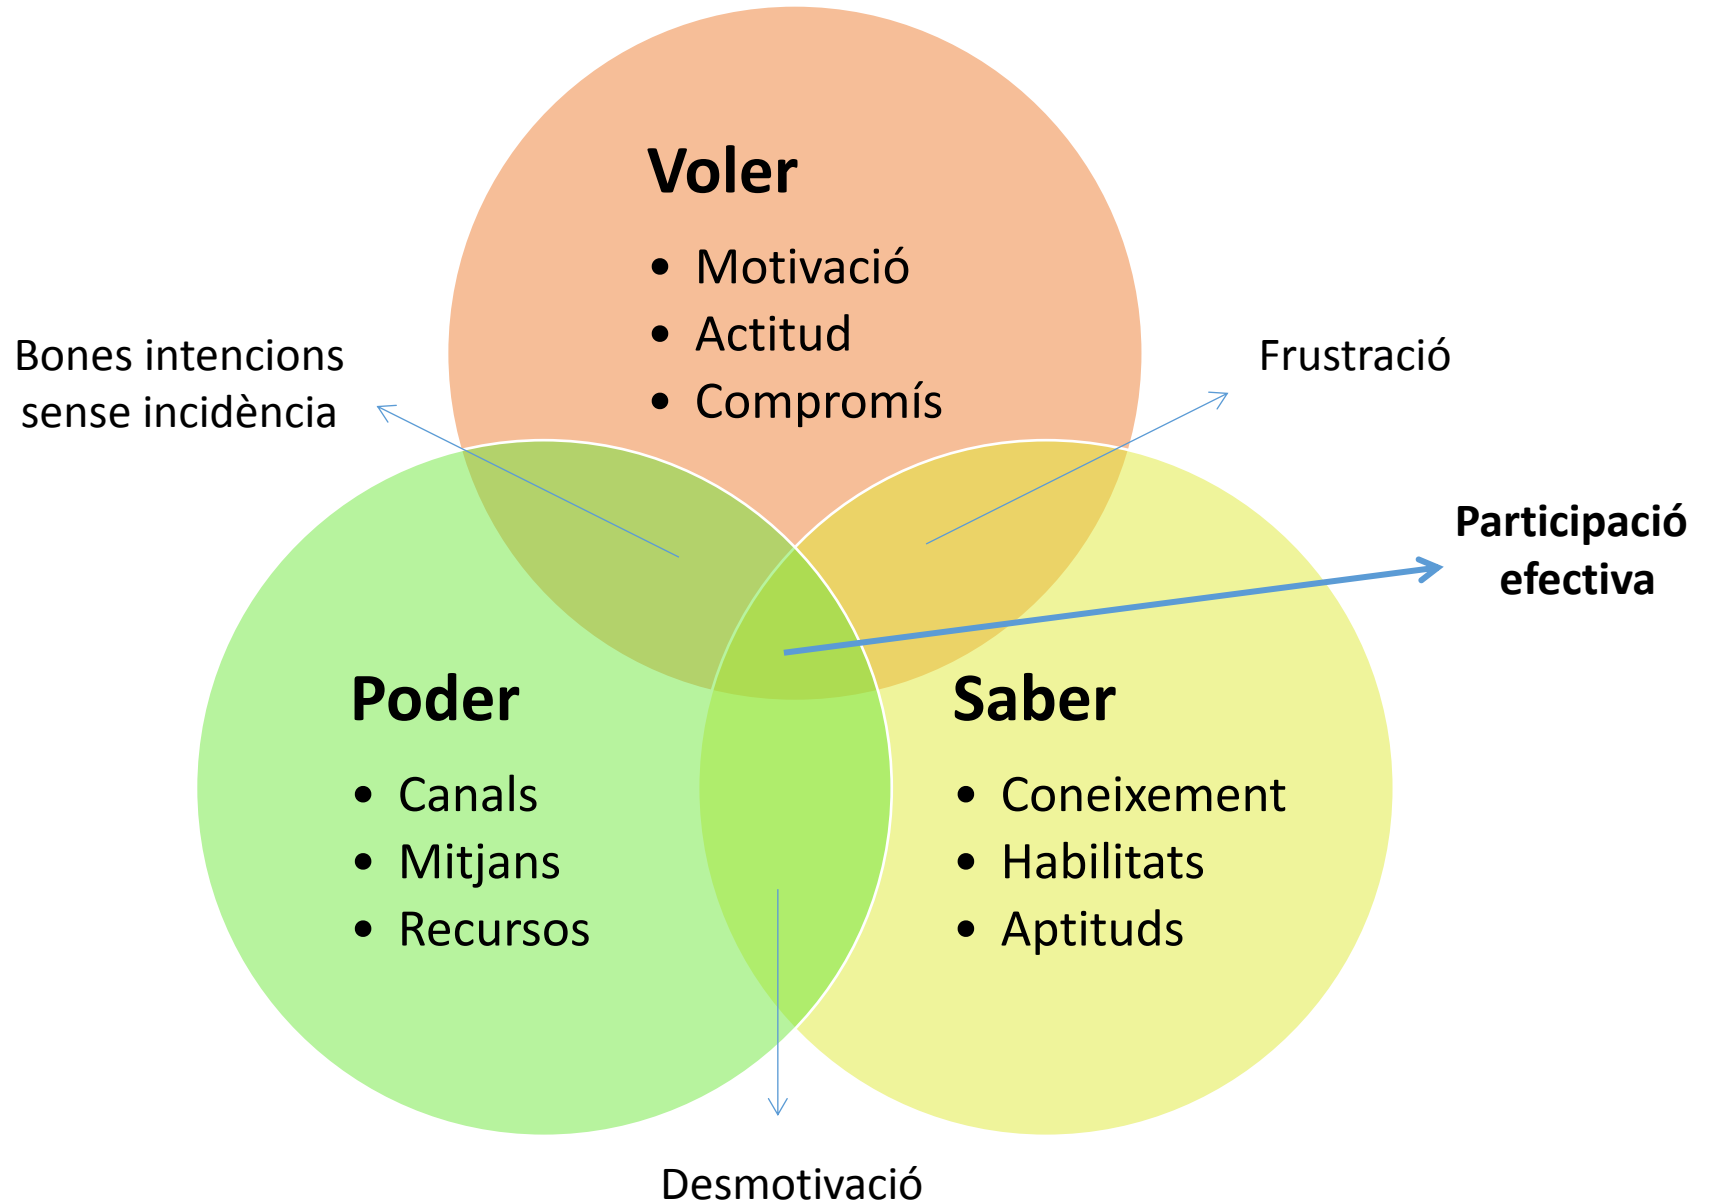 Voler
• Motivació
• Actitud
• Compromís
Bones intencions
sense incidència
Frustració
Participació
efectiva
Poder
• Canals
• Mitjans
• Recursos
Saber
• Coneixement
• Habilitats
• Aptituds
Desmotivació